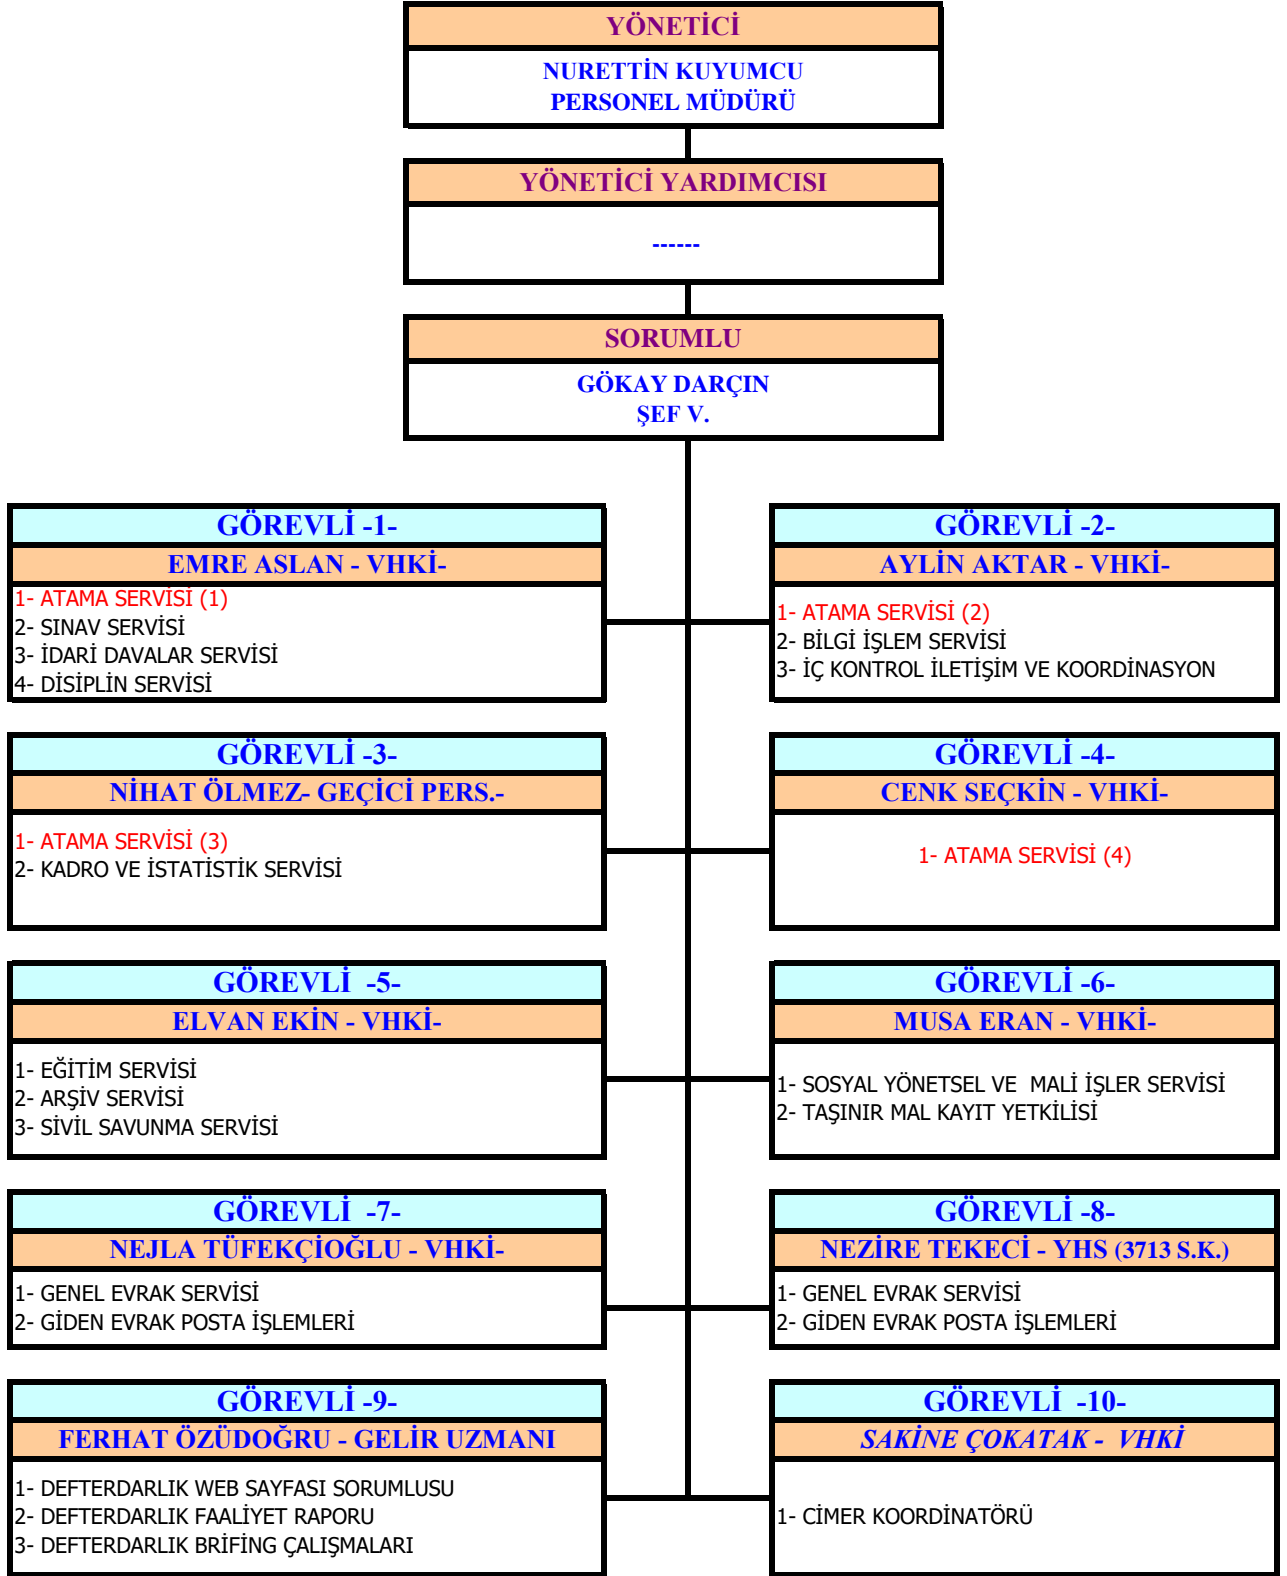 YÖNETİCİ
NURETTİN KUYUMCU
PERSONEL MÜDÜRÜ
YÖNETİCİ YARDIMCISI
------
SORUMLU
GÖKAY DARÇIN
ŞEF V.
GÖREVLİ -1-
EMRE ASLAN - VHKİ-
1- ATAMA SERVİSİ (1)
2- SINAV SERVİSİ
3- İDARİ DAVALAR SERVİSİ
4- DİSİPLİN SERVİSİ
GÖREVLİ -2-
AYLİN AKTAR - VHKİ-
1- ATAMA SERVİSİ (2)
2- BİLGİ İŞLEM SERVİSİ
3- İÇ KONTROL İLETİŞİM VE KOORDİNASYON
GÖREVLİ -3-
NİHAT ÖLMEZ- GEÇİCİ PERS.-
1- ATAMA SERVİSİ (3)
2- KADRO VE İSTATİSTİK SERVİSİ
GÖREVLİ -4-
CENK SEÇKİN - VHKİ-
1- ATAMA SERVİSİ (4)
GÖREVLİ -5-
ELVAN EKİN - VHKİ-
1- EĞİTİM SERVİSİ
2- ARŞİV SERVİSİ
3- SİVİL SAVUNMA SERVİSİ
GÖREVLİ -6-
MUSA ERAN - VHKİ-
1- SOSYAL YÖNETSEL VE MALİ İŞLER SERVİSİ
2- TAŞINIR MAL KAYIT YETKİLİSİ
GÖREVLİ -7-
NEJLA TÜFEKÇİOĞLU - VHKİ-
1- GENEL EVRAK SERVİSİ
2- GİDEN EVRAK POSTA İŞLEMLERİ
GÖREVLİ -8-
NEZİRE TEKECİ - YHS (3713 S.K.)
1- GENEL EVRAK SERVİSİ
2- GİDEN EVRAK POSTA İŞLEMLERİ
GÖREVLİ -9-
FERHAT ÖZÜDOĞRU - GELİR UZMANI
1- DEFTERDARLIK WEB SAYFASI SORUMLUSU
2- DEFTERDARLIK FAALİYET RAPORU
3- DEFTERDARLIK BRİFİNG ÇALIŞMALARI
GÖREVLİ -10-
SAKİNE ÇOKATAK - VHKİ
1- CİMER KOORDİNATÖRÜ